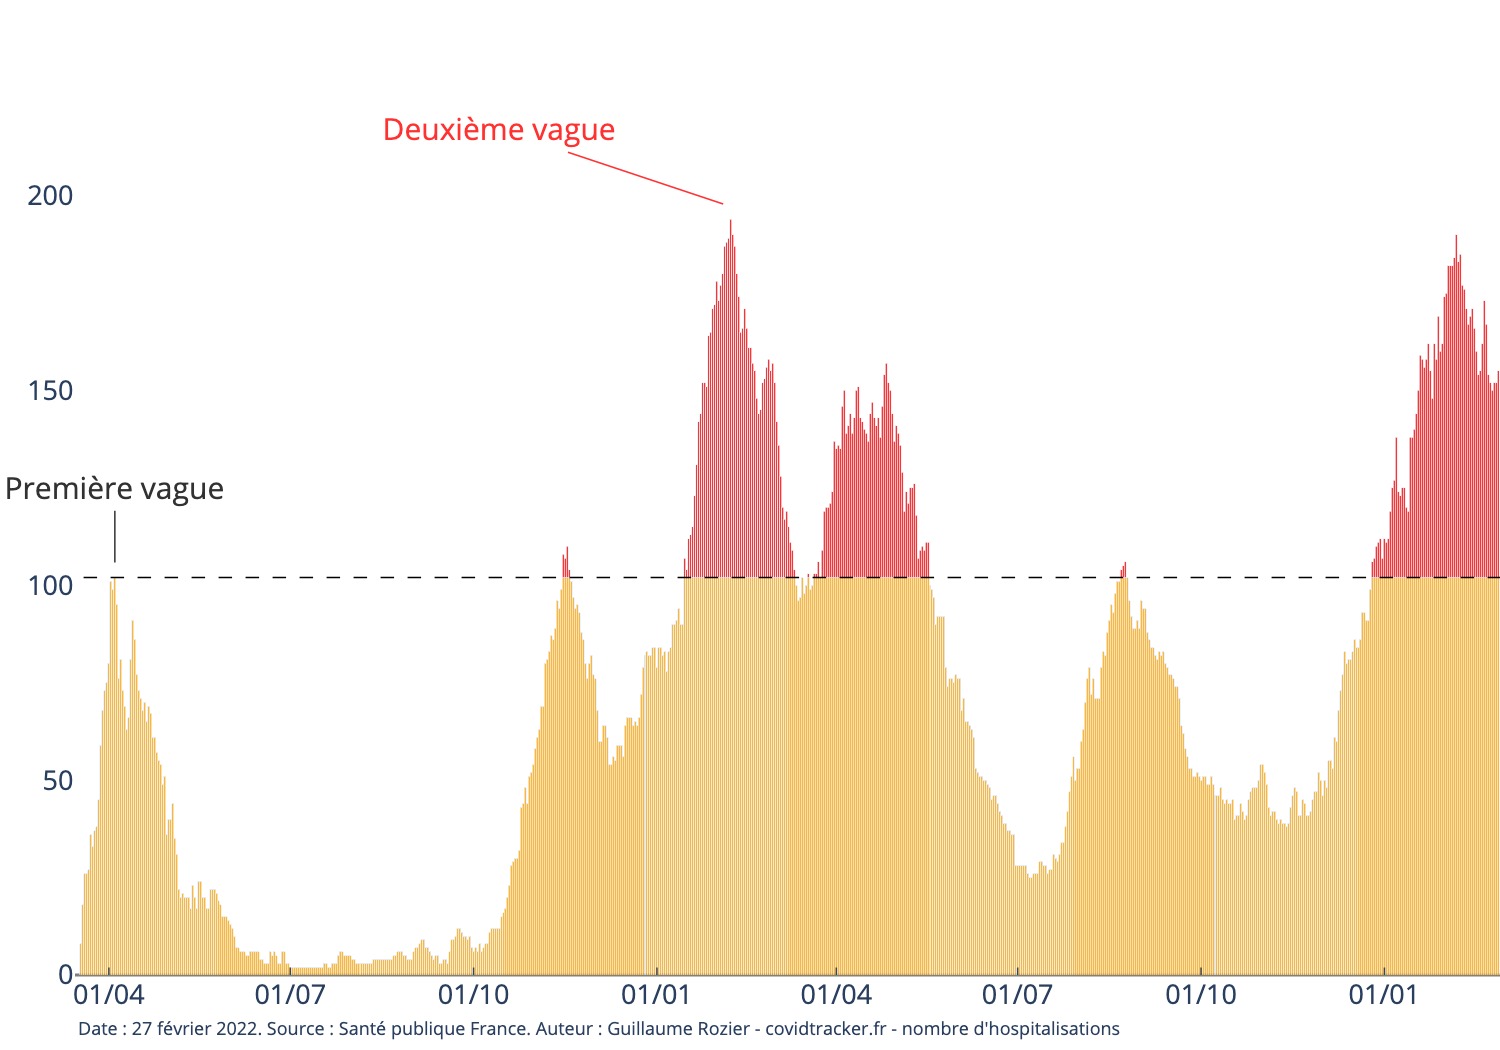 Deuxième vague
200
150
Première vague
100
50
0
01/04 01/07 01/10 01/01 01/04 01/07 01/10 01/01
Date : 27 février 2022. Source : Santé publique France. Auteur : Guillaume Rozier - covidtracker.fr - nombre d'hospitalisations